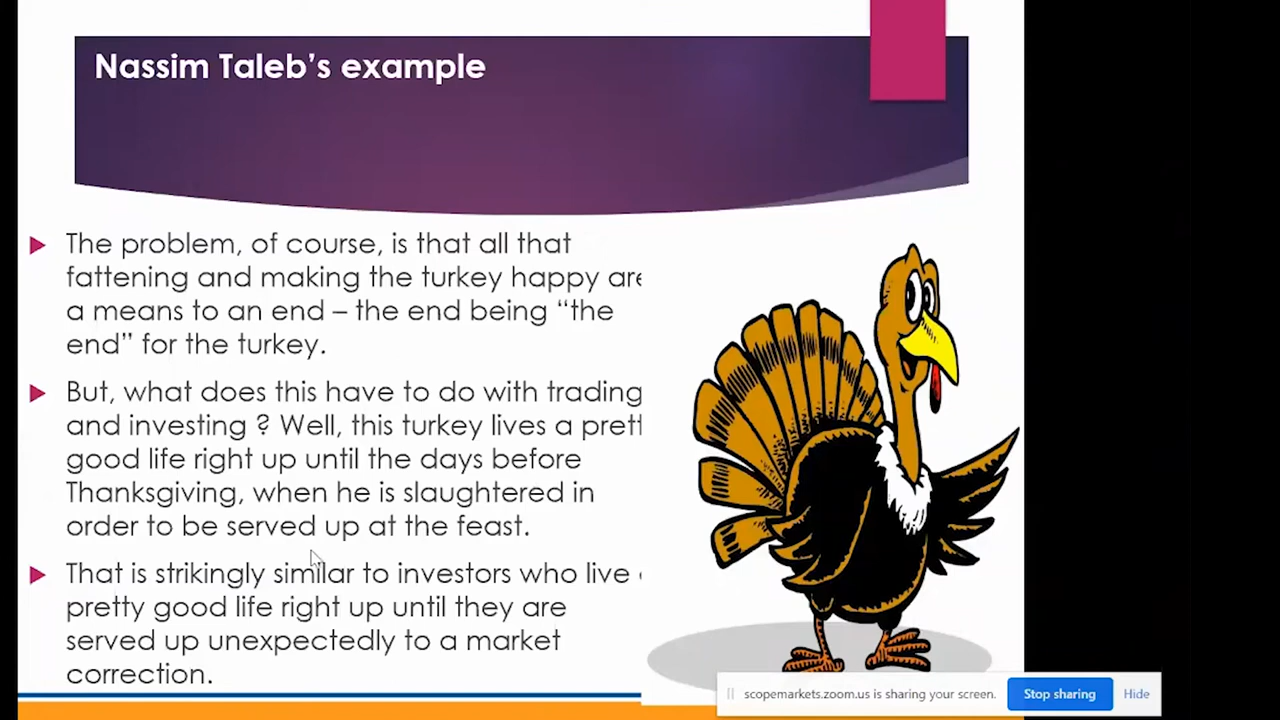 Nassim Taleb's example
The problem, of course, is that all that
fattening and making the turkey happy are
a means to an end – the end being “the
end” for the turkey.
But, what does this have to do with trading
and investing ? Well, this turkey lives a prett
good life right up until the days before
Thanksgiving, when he is slaughtered in
order to be served up at the feast.
That is strikingly similar to investors who live
pretty good life right up until they are
served up unexpectedly to a market
correction.
scopemarkets.zoom.us is sharing your screen.
Stop sharing
Hide